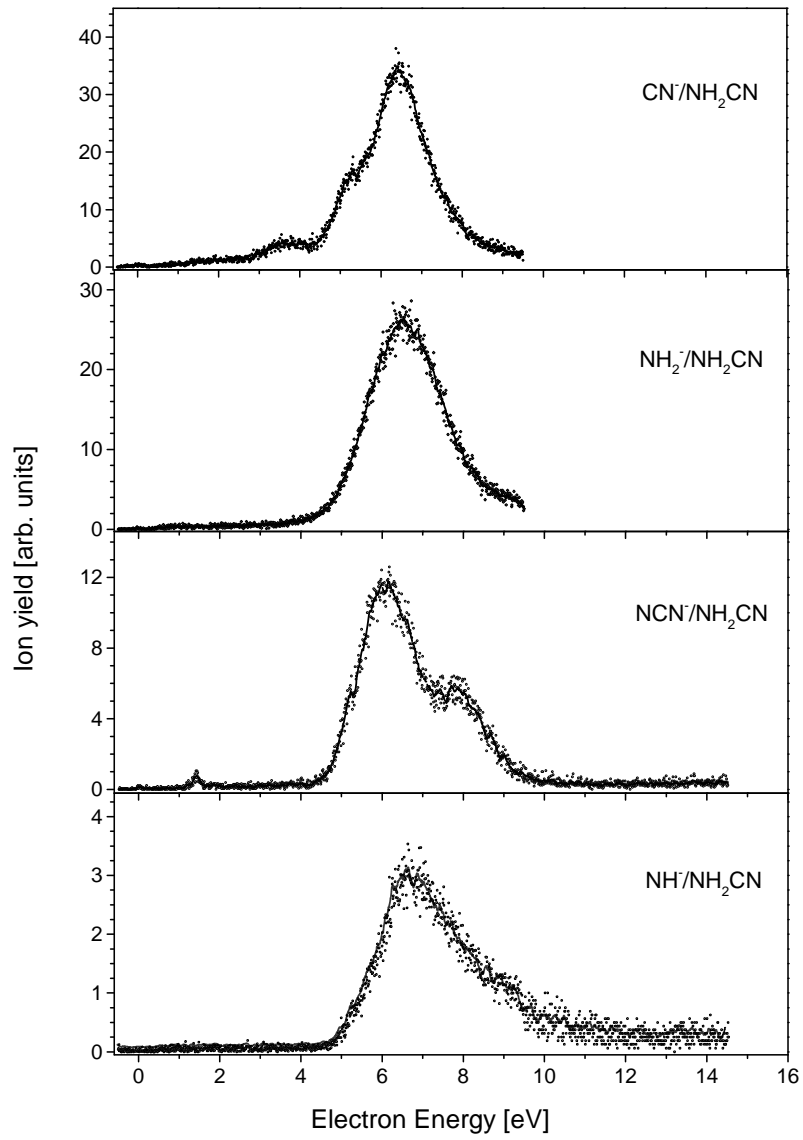 Ion yield [arb. units]
40
30
20
10
0
CN⁻/NH₂CN
30
20
10
0
NH₂⁻/NH₂CN
12
8
4
0
NCN⁻/NH₂CN
4
3
2
1
0
NH⁻/NH₂CN
0 2 4 6 8 10 12 14 16
Electron Energy [eV]